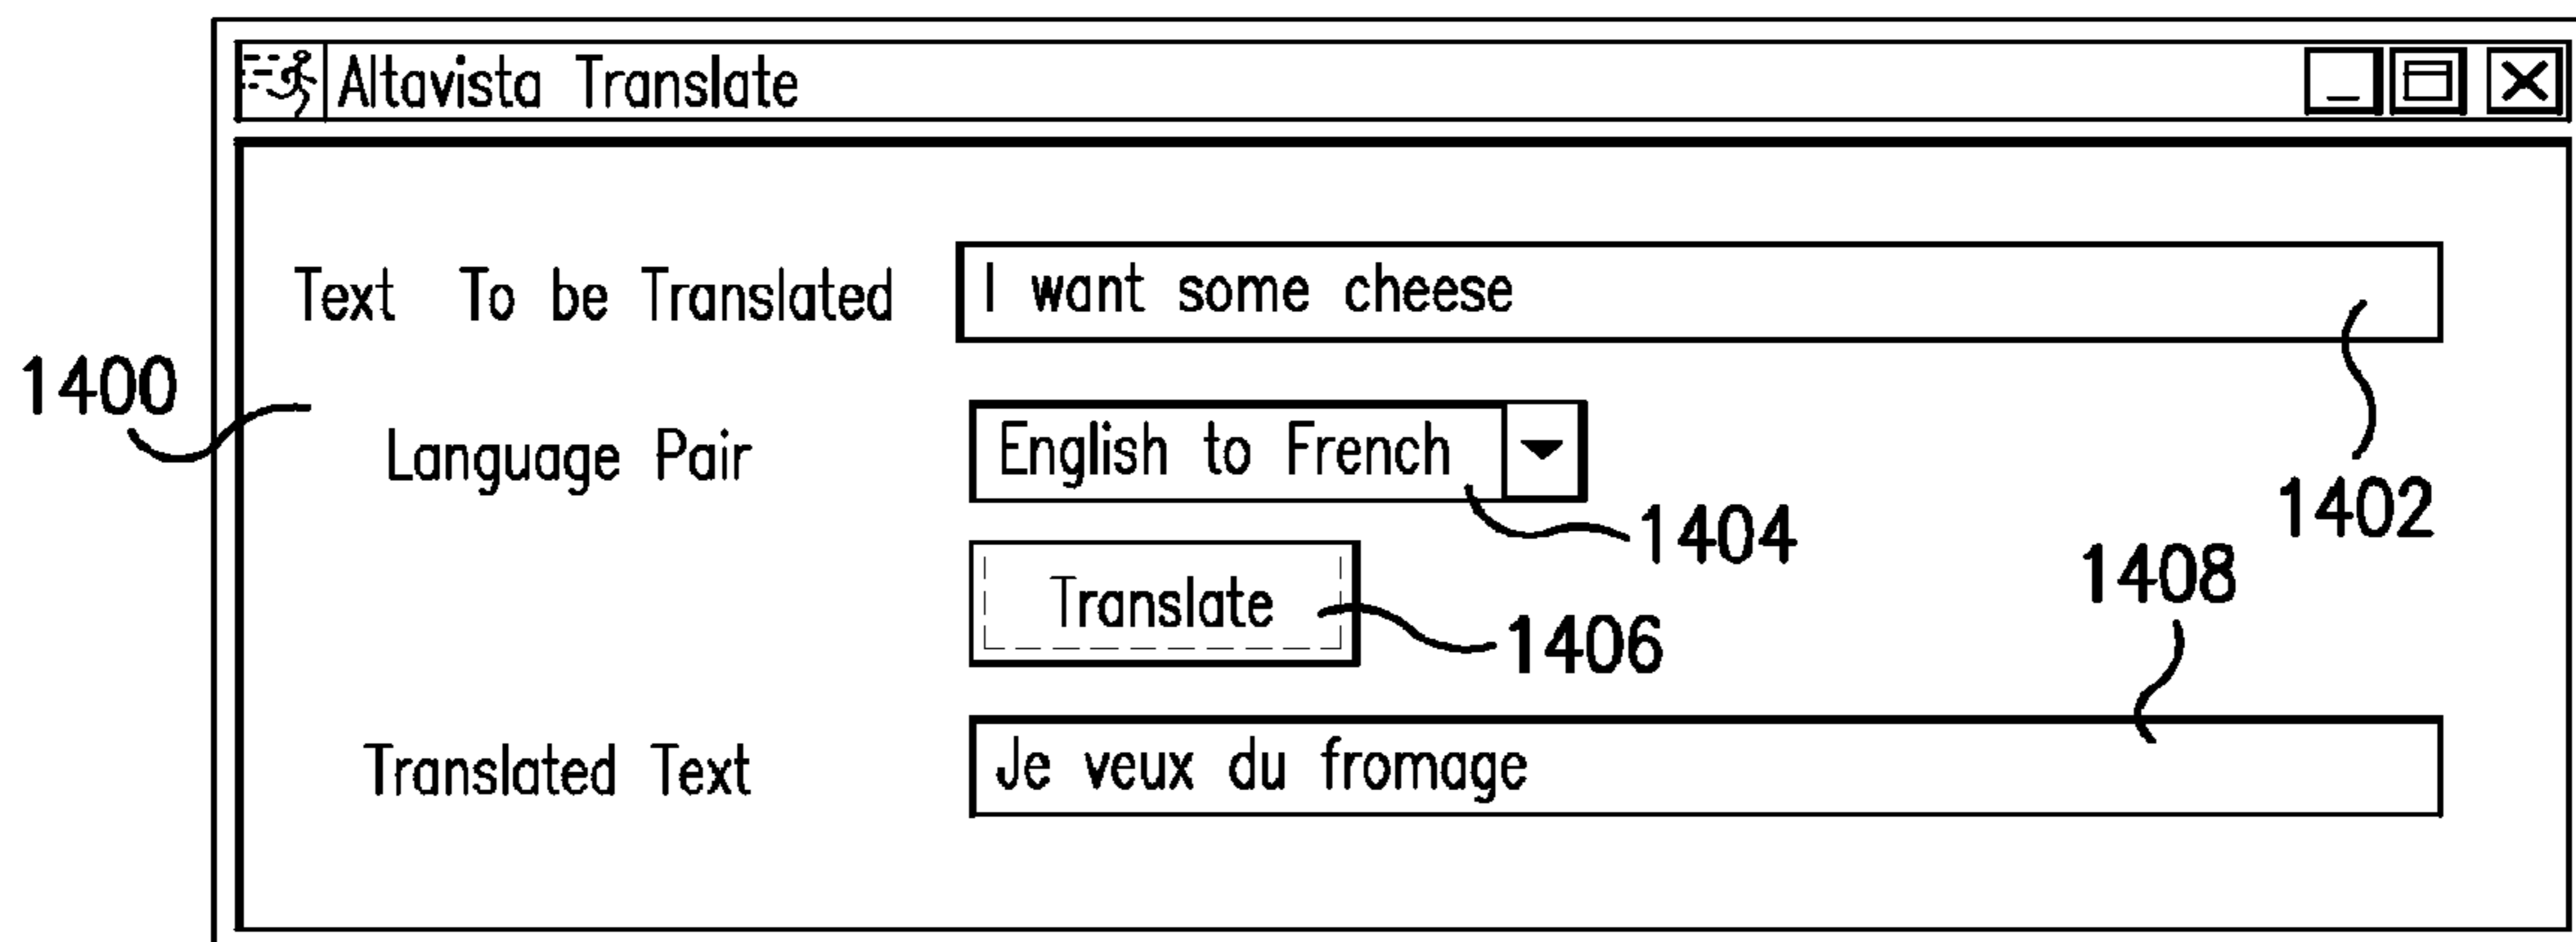 Altavista Translate
Text To be Translated I want some cheese
1400
Language Pair English to French
1402
1404
1408
Translate
1406
Translated Text Je veux du fromage